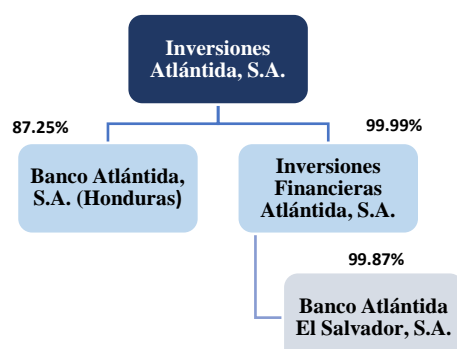 Inversiones
Atlántida, S.A.
87.25%
99.99%
Banco Atlántida,
S.A. (Honduras)
Inversiones
Financieras
Atlántida, S.A.
99.87%
Banco Atlántida
El Salvador, S.A.